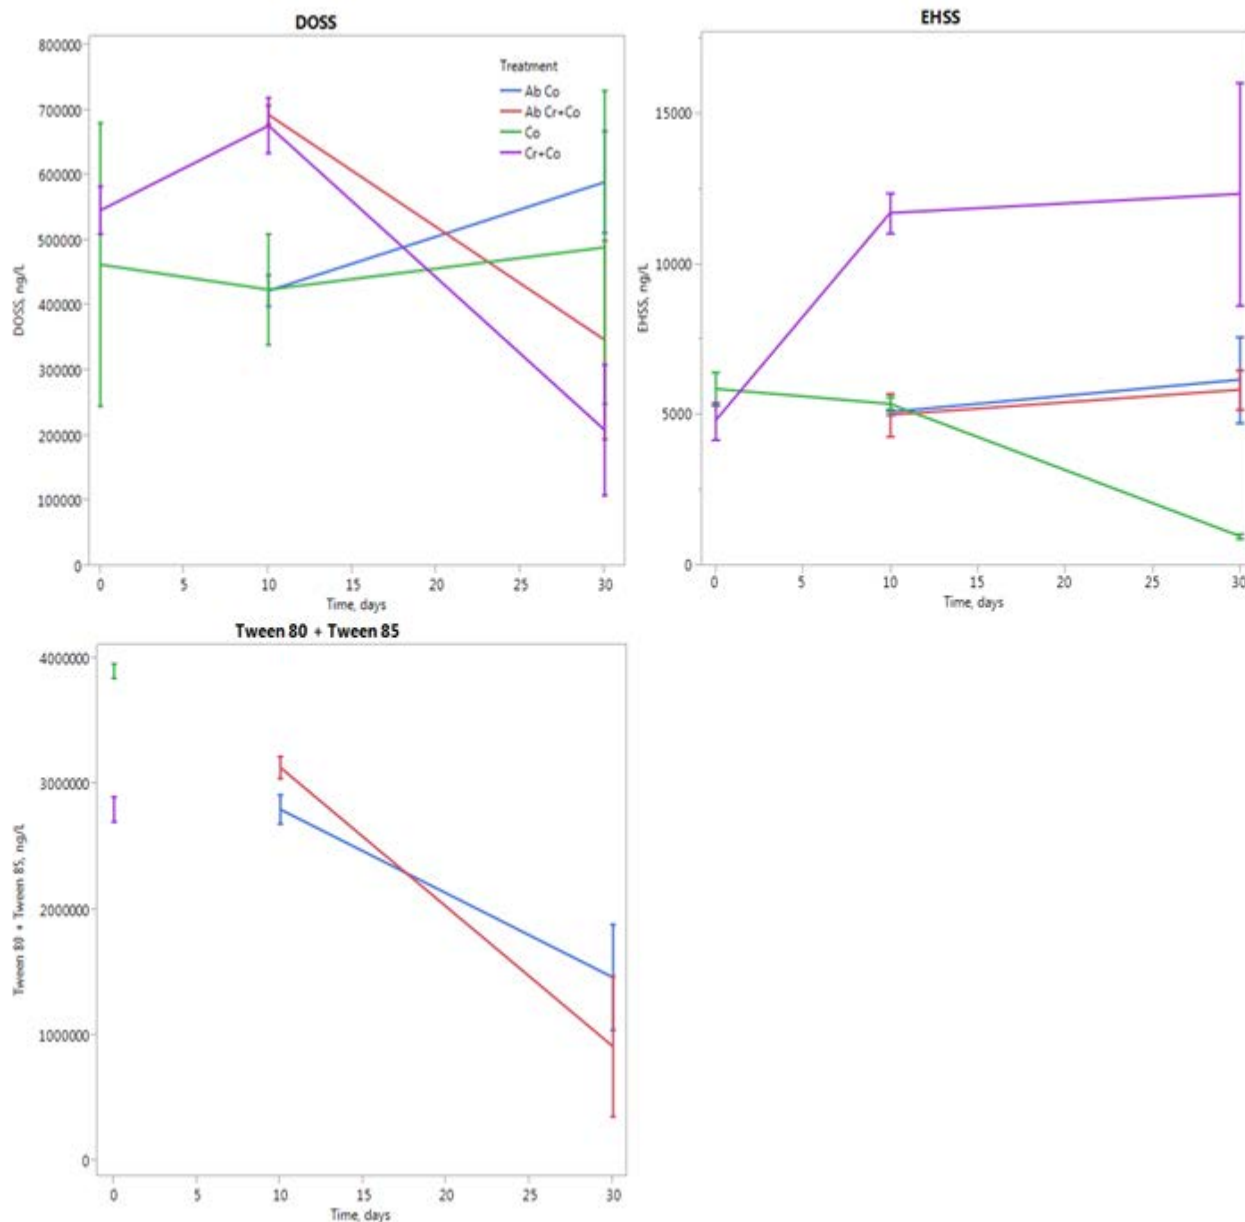 DOSS
800000
700000
600000
500000
400000
300000
200000
100000
0
DOSS, ng/L
Treatment
Ab Co
Ab Cr+Co
Co
Cr+Co
0 5 10 15 20 25 30
Time, days
EHSS
15000
10000
5000
0
EHSS, ng/L
0 5 10 15 20 25 30
Time, days
Tween 80 + Tween 85
4000000
3000000
2000000
1000000
0
Tween 80 + Tween 85, ng/L
0 5 10 15 20 25 30
Time, days